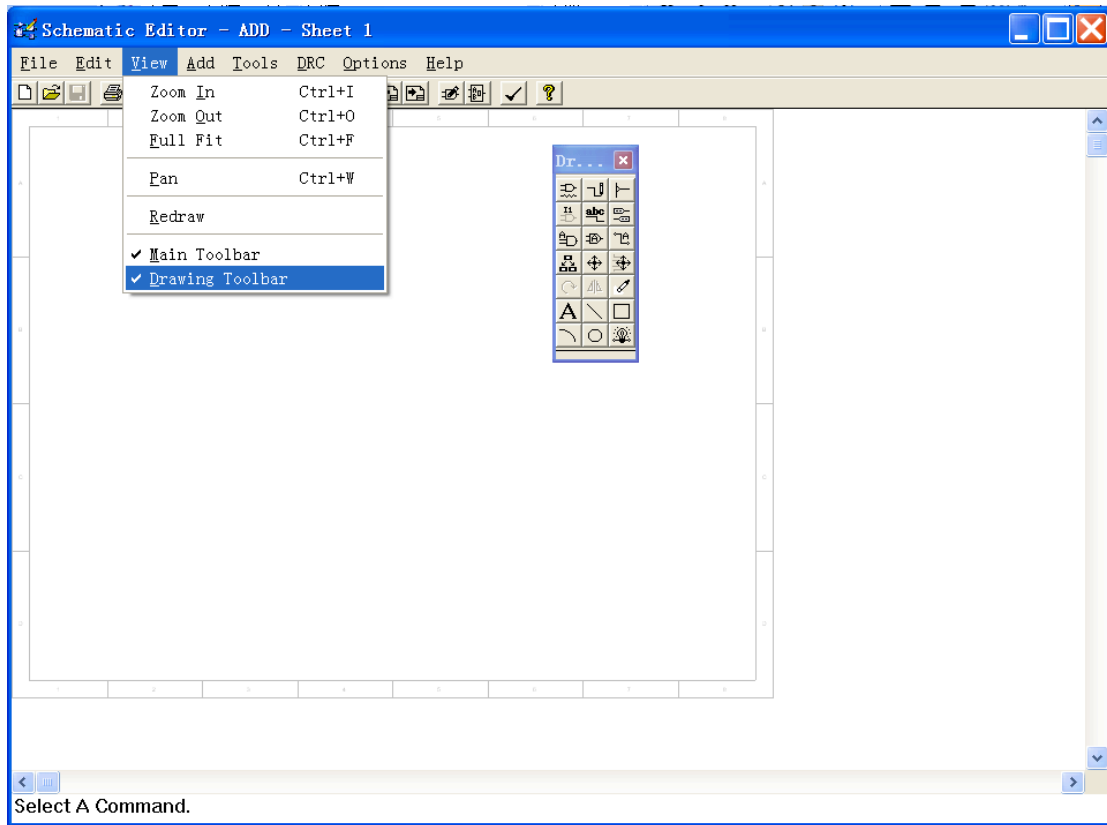 Schematic Editor - ADD - Sheet 1
File Edit View Add Tools DRC Options Help
Zoom In Ctrl+I
Zoom Out Ctrl+O
Full Fit Ctrl+F
Pan Ctrl+W
Redraw
Main Toolbar
Drawing Toolbar
Dr...
abc
A
Select A Command.